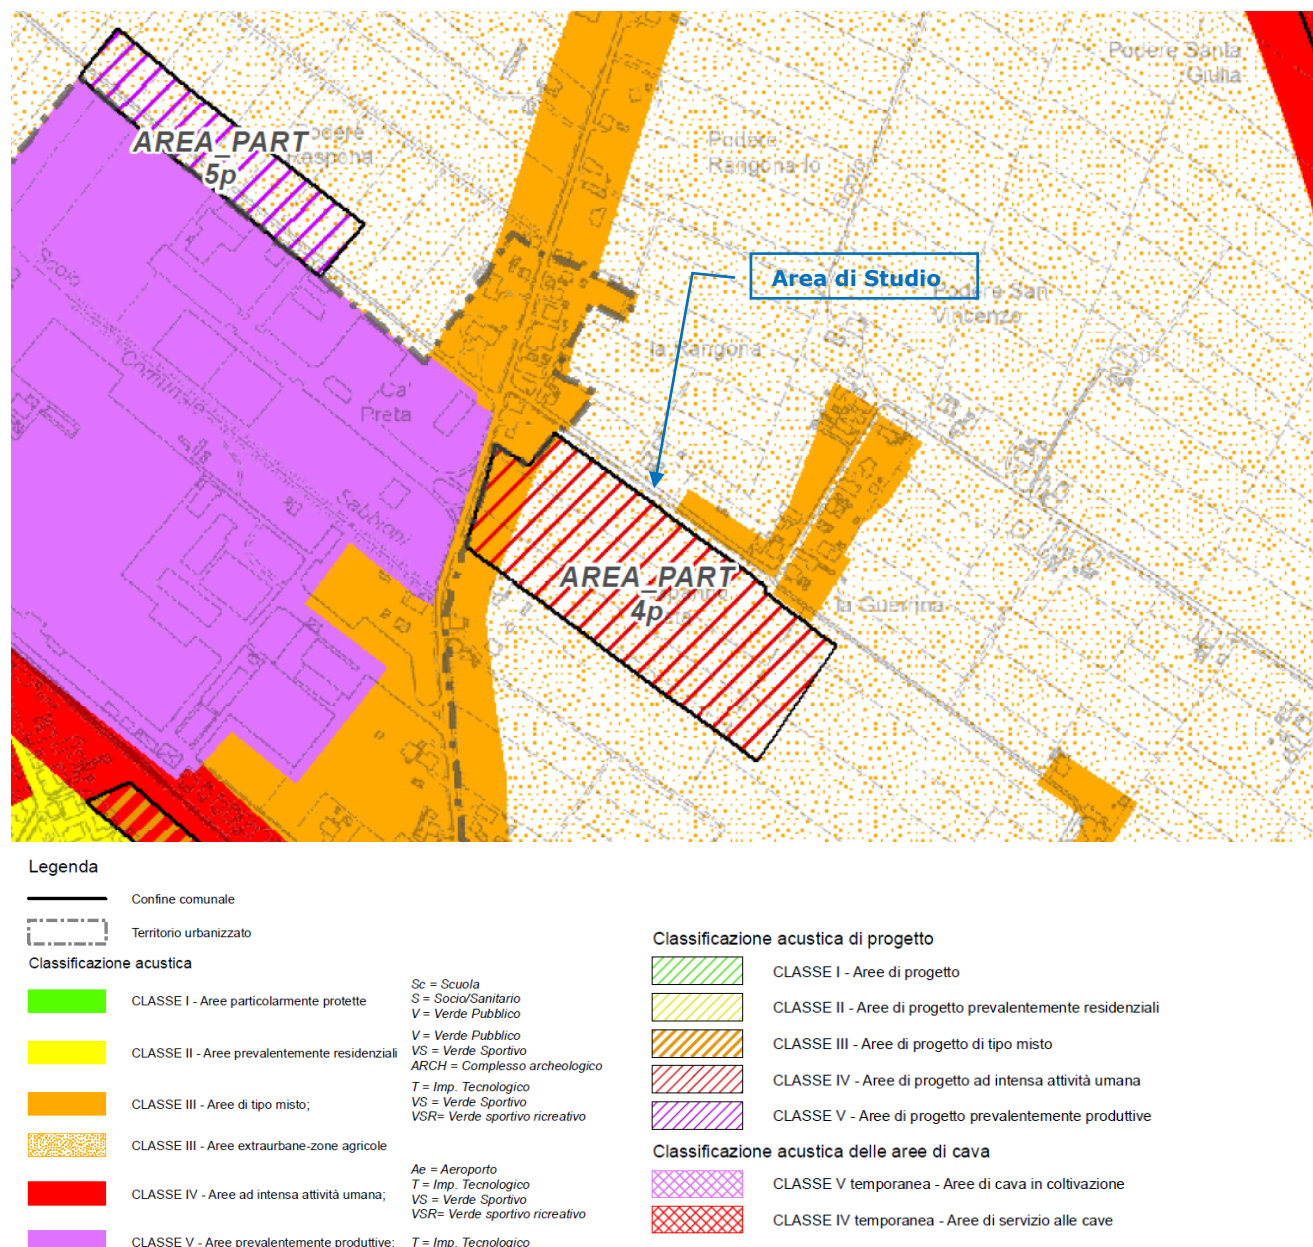 Podere Santa
Giulia
AREA_PART
5p
Podere
Podere
Rangona Io
Area di Studio
Podere San
Vincenzo
la Rangona
Scolo
Comunale
Ca'
Preta
Sabbioni
AREA_PART
4p
la Guerrina
Legenda
Confine comunale
Territorio urbanizzato
Classificazione acustica
CLASSE I - Aree particolarmente protette
Sc = Scuola
S = Socio/Sanitario
V = Verde Pubblico
CLASSE II - Aree prevalentemente residenziali
V = Verde Pubblico
VS = Verde Sportivo
ARCH = Complesso archeologico
CLASSE III - Aree di tipo misto;
T = Imp. Tecnologico
VS = Verde Sportivo
VSR= Verde sportivo ricreativo
CLASSE III - Aree extraurbane-zone agricole
CLASSE IV - Aree ad intensa attività umana;
Ae = Aeroporto
T = Imp. Tecnologico
VS = Verde Sportivo
VSR= Verde sportivo ricreativo
CLASSE V - Aree prevalentemente produttive;
T = Imp. Tecnologico
Classificazione acustica di progetto
CLASSE I - Aree di progetto
CLASSE II - Aree di progetto prevalentemente residenziali
CLASSE III - Aree di progetto di tipo misto
CLASSE IV - Aree di progetto ad intensa attività umana
CLASSE V - Aree di progetto prevalentemente produttive
Classificazione acustica delle aree di cava
CLASSE V temporanea - Aree di cava in coltivazione
CLASSE IV temporanea - Aree di servizio alle cave